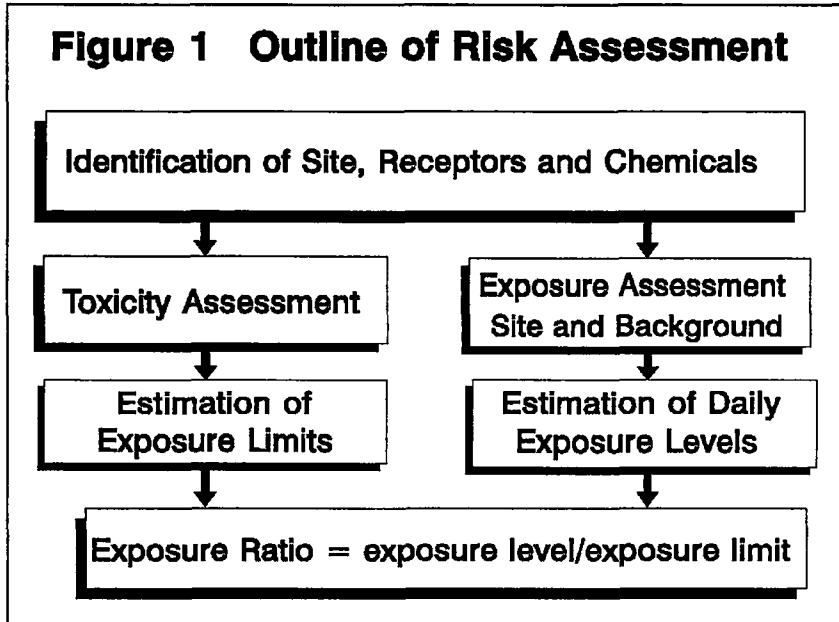 Figure 1 Outline of Risk Assessment
Identification of Site, Receptors and Chemicals
Toxicity Assessment
Exposure Assessment
Site and Background
Estimation of
Exposure Limits
Estimation of Daily
Exposure Levels
Exposure Ratio = exposure level/exposure limit